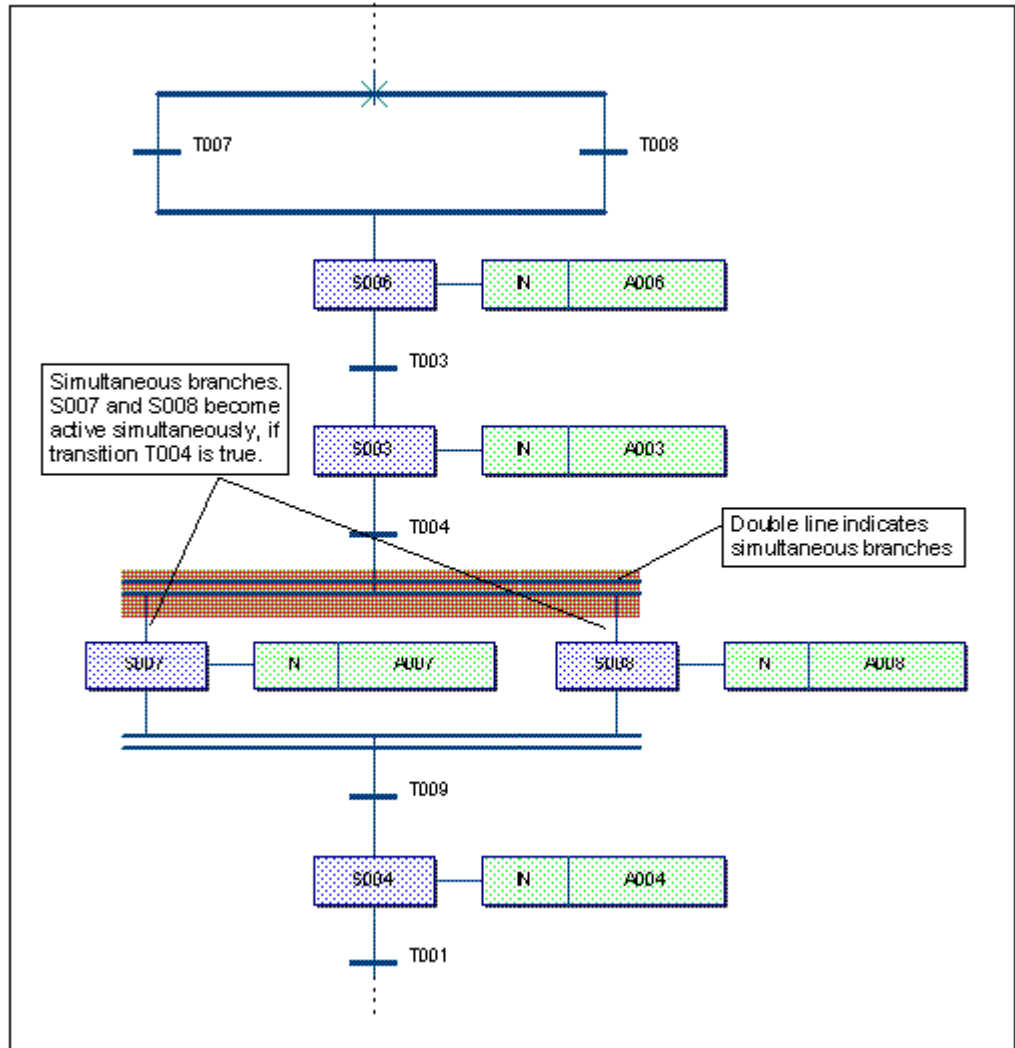 T007
T008
S006 N A006
T003
Simultaneous branches.
S007 and S008 become
active simultaneously, if
transition T004 is true.
S003 N A003
T004
Double line indicates
simultaneous branches
S007 N A007
S008 N A008
T009
S004 N A004
T001